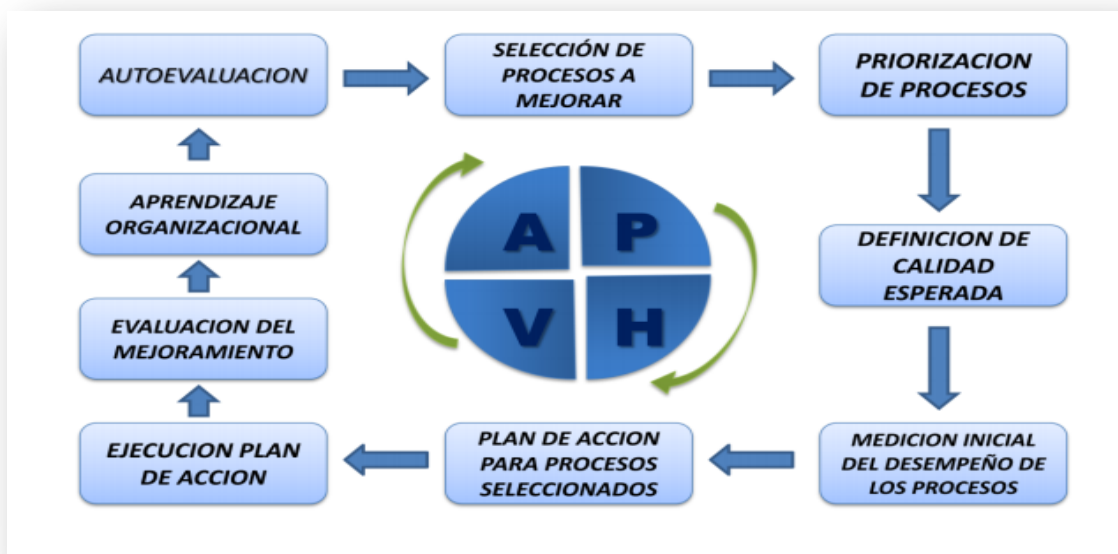 AUTOEVALUACION
SELECCIÓN DE
PROCESOS A
MEJORAR
PRIORIZACION
DE PROCESOS
DEFINICION DE
CALIDAD
ESPERADA
MEDICION INICIAL
DEL DESEMPEÑO DE
LOS PROCESOS
PLAN DE ACCION
PARA PROCESOS
SELECCIONADOS
EJECUCION PLAN
DE ACCION
EVALUACION DEL
MEJORAMIENTO
APRENDIZAJE
ORGANIZACIONAL
A P
V H